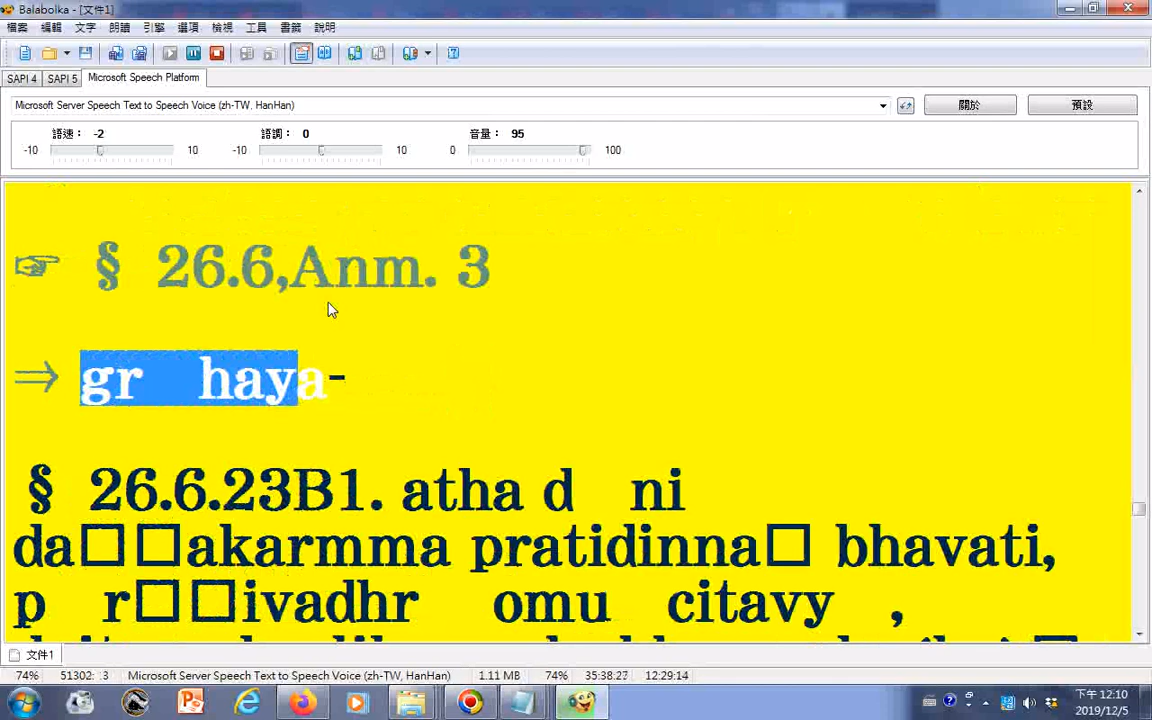 Balabolka - [文件1]
檔案 編輯 文字 朗讀 引擎 選項 檢視 工具 書籤 說明
SAPI 4 SAPI 5 Microsoft Speech Platform
Microsoft Server Speech Text to Speech Voice (zh-TW, HanHan) 關於 預設
語速： -2 語調： 0 音量： 95
-10 10 -10 10 0 100
☞ § 26.6,Anm. 3
⇒ gr haya-
§ 26.6.23B1. atha d ni
da□□akarmma pratidinna□ bhavati,
p r□□ivadhr omu citavy ,
文件1
74% 51302: 3 Microsoft Server Speech Text to Speech Voice (zh-TW, HanHan) 1.11 MB 74% 35:38:27 12:29:14
下午 12:10
2019/12/5